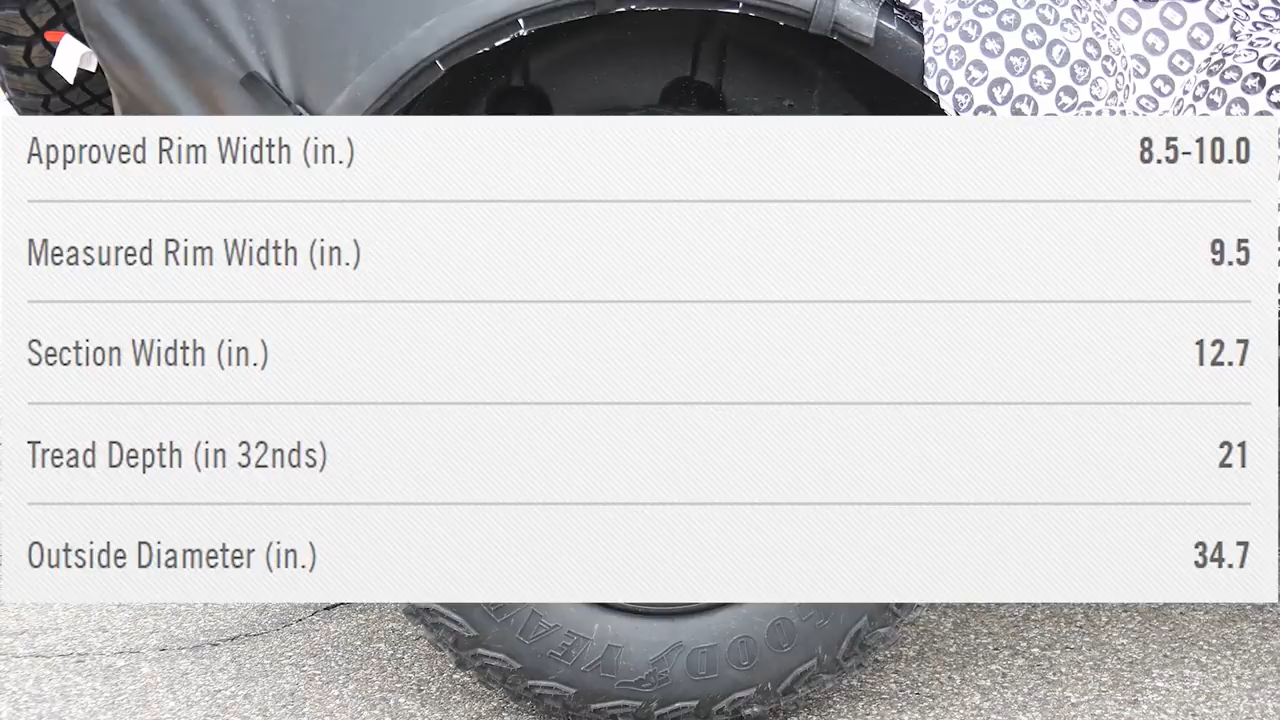 Approved Rim Width (in.) 8.5-10.0
Measured Rim Width (in.) 9.5
Section Width (in.) 12.7
Tread Depth (in 32nds) 21
Outside Diameter (in.) 34.7
GOODYEAR